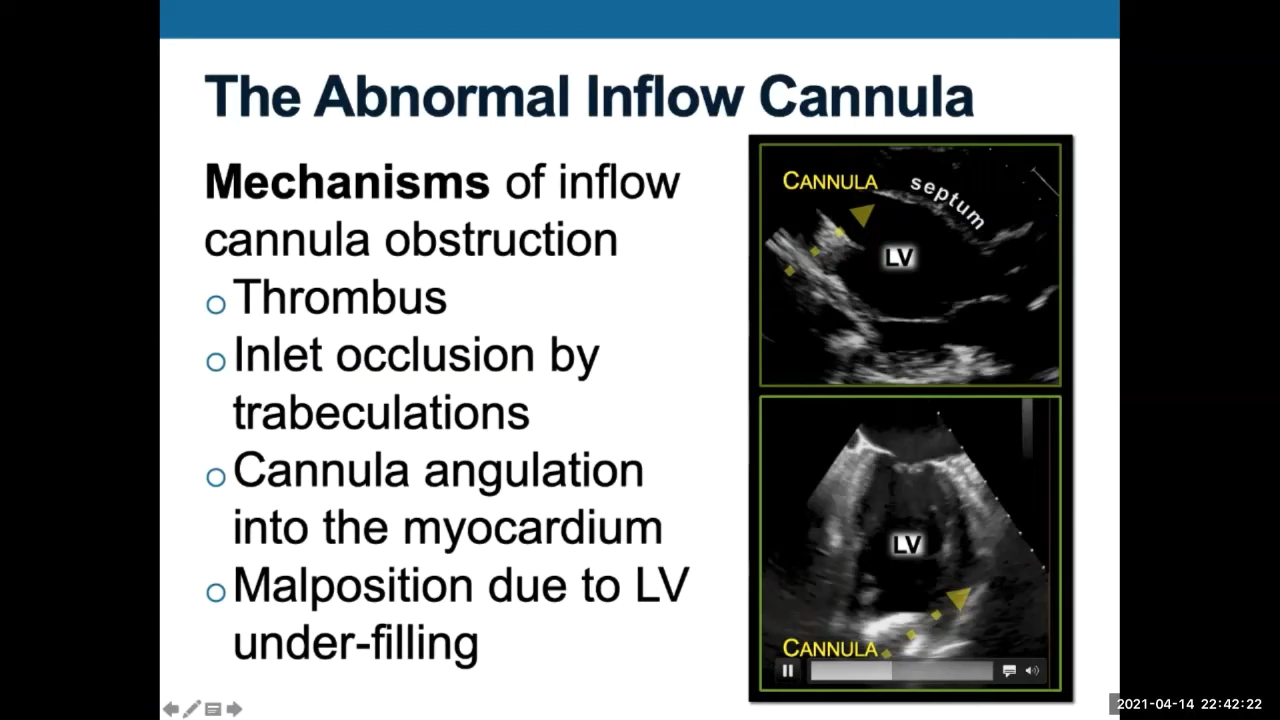 The Abnormal Inflow Cannula
Mechanisms of inflow
cannula obstruction
Thrombus
Inlet occlusion by
trabeculations
Cannula angulation
into the myocardium
Malposition due to LV
under-filling
CANNULA
septum
LV
LV
CANNULA
2021-04-14 22:42:22